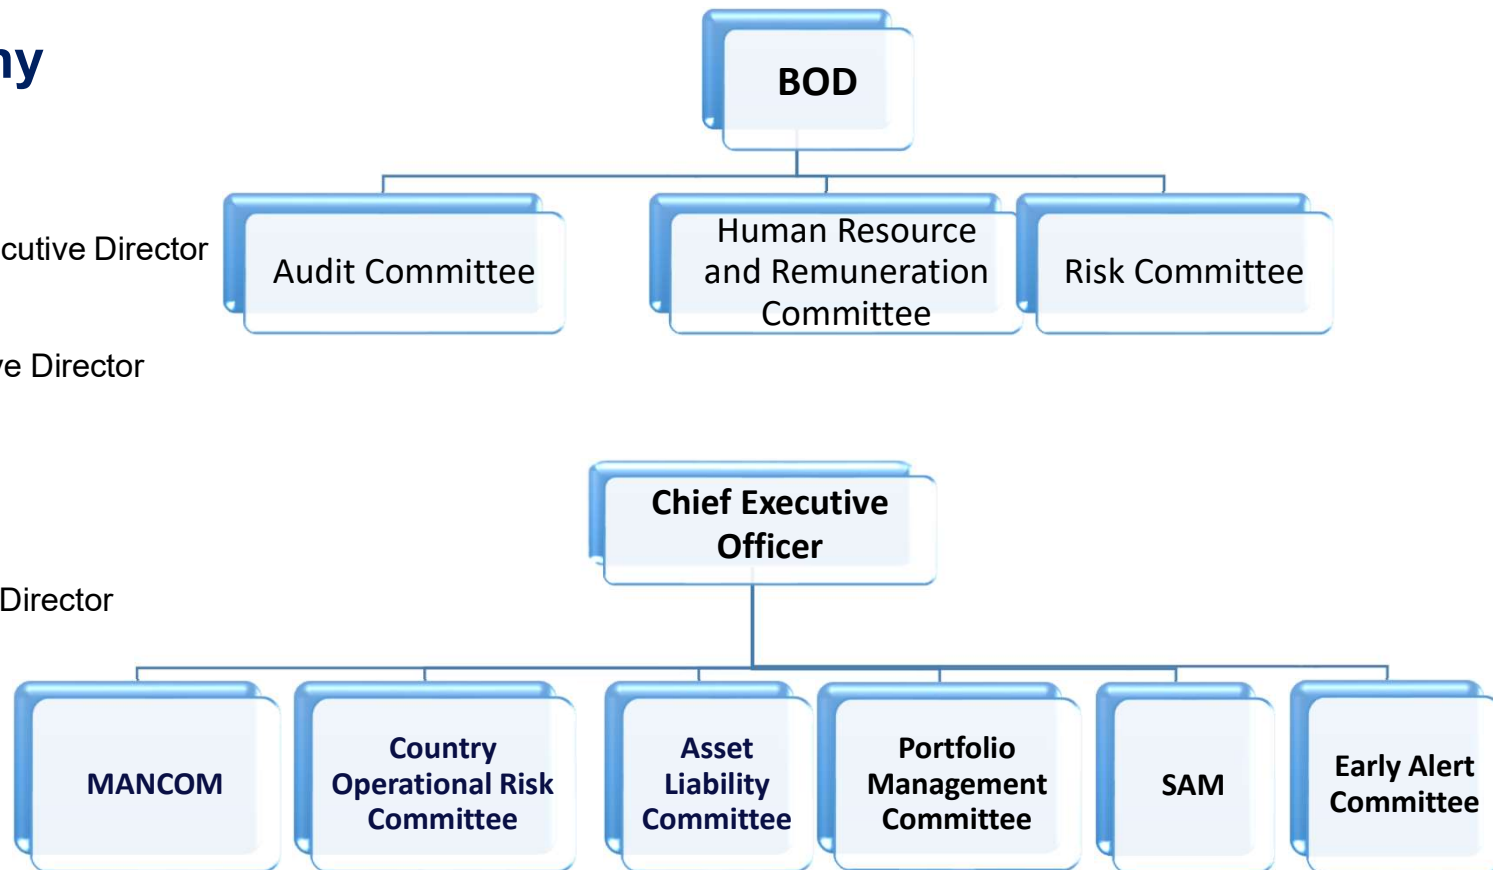 ny
BOD
cutive Director
Audit Committee
Human Resource
and Remuneration
Committee
Risk Committee
ve Director
Chief Executive
Officer
Director
MANCOM
Country
Operational Risk
Committee
Asset
Liability
Committee
Portfolio
Management
Committee
SAM
Early Alert
Committee